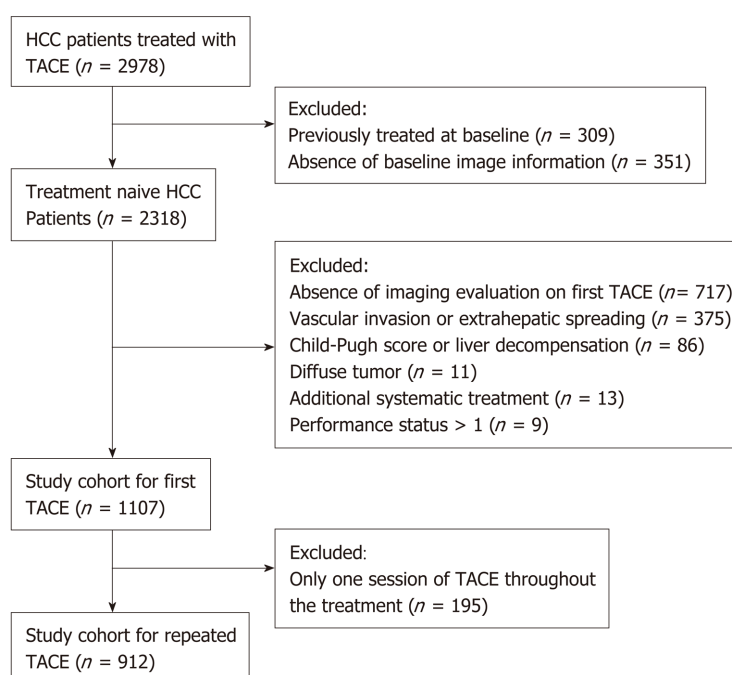 HCC patients treated with
TACE (n = 2978)
Excluded:
Previously treated at baseline (n = 309)
Absence of baseline image information (n = 351)
Treatment naive HCC
Patients (n = 2318)
Excluded:
Absence of imaging evaluation on first TACE (n= 717)
Vascular invasion or extrahepatic spreading (n = 375)
Child-Pugh score or liver decompensation (n = 86)
Diffuse tumor (n = 11)
Additional systematic treatment (n = 13)
Performance status > 1 (n = 9)
Study cohort for first
TACE (n = 1107)
Excluded:
Only one session of TACE throughout
the treatment (n = 195)
Study cohort for repeated
TACE (n = 912)